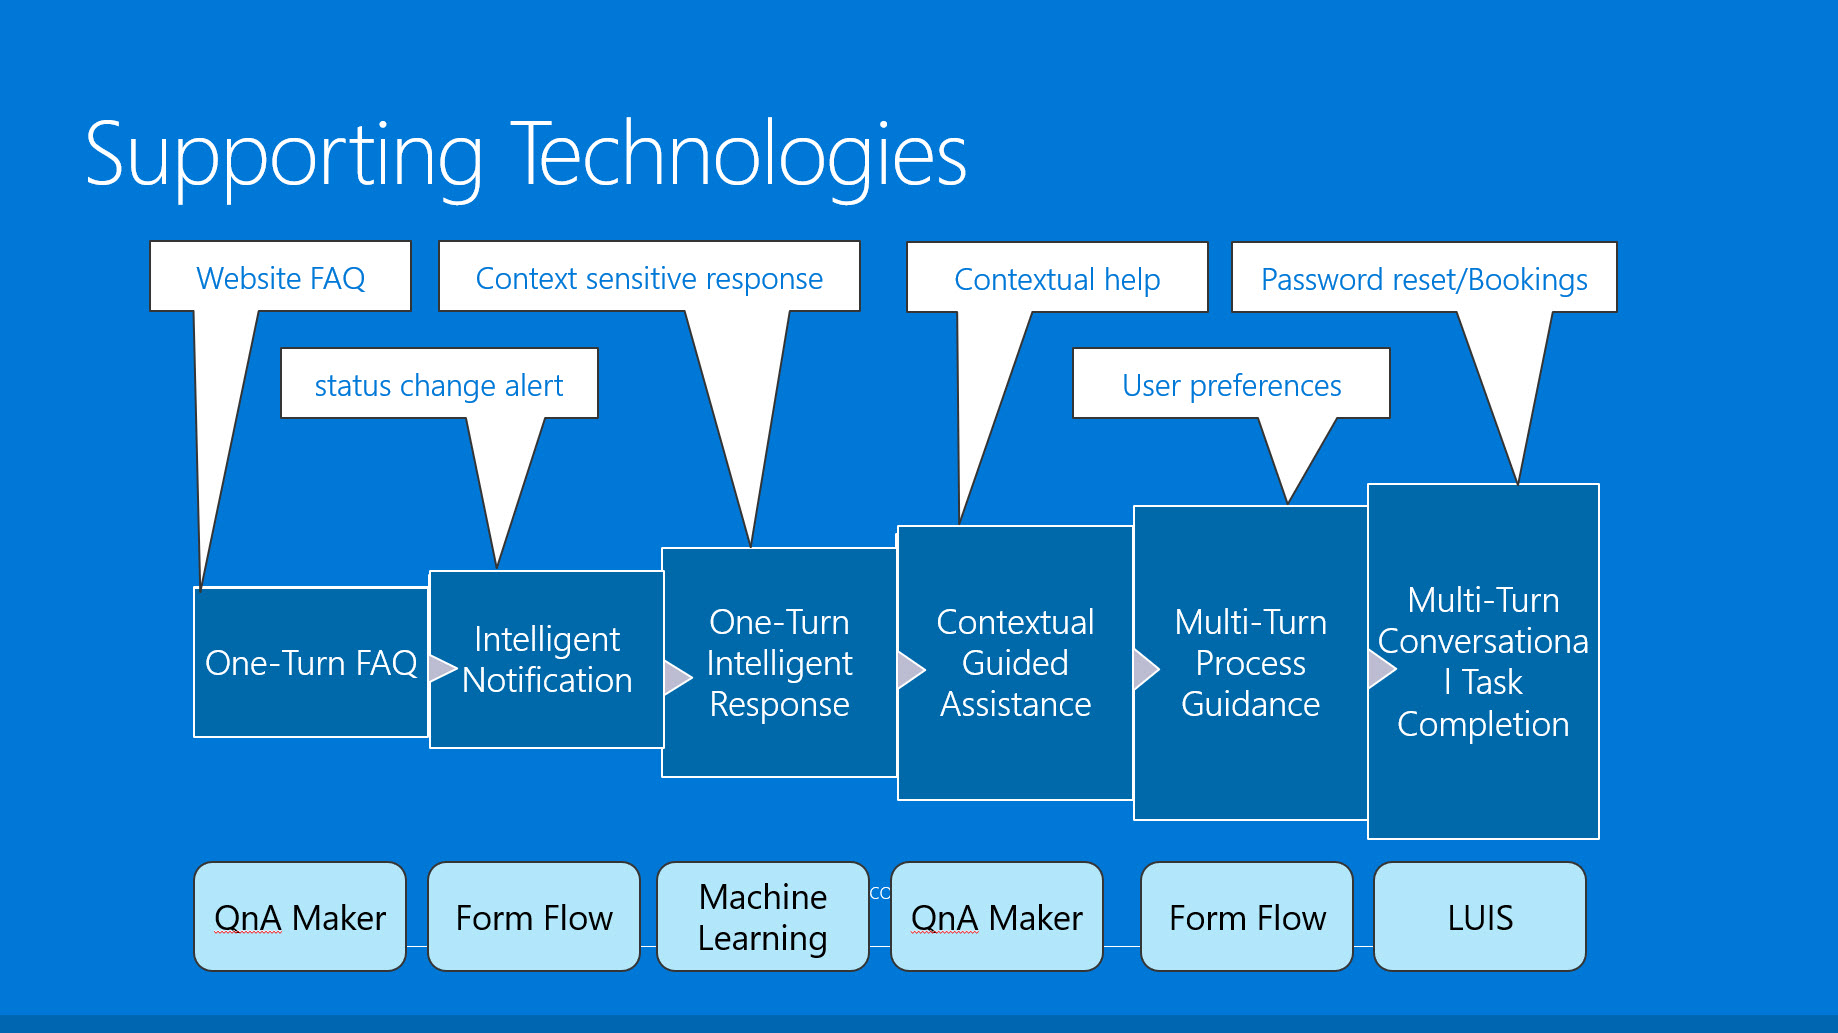 Supporting Technologies
Website FAQ
Context sensitive response
Contextual help
Password reset/Bookings
status change alert
User preferences
One-Turn FAQ
Intelligent
Notification
One-Turn
Intelligent
Response
Contextual
Guided
Assistance
Multi-Turn
Process
Guidance
Multi-Turn
Conversationa
l Task
Completion
QnA Maker
Form Flow
Machine
Learning
co
QnA Maker
Form Flow
LUIS